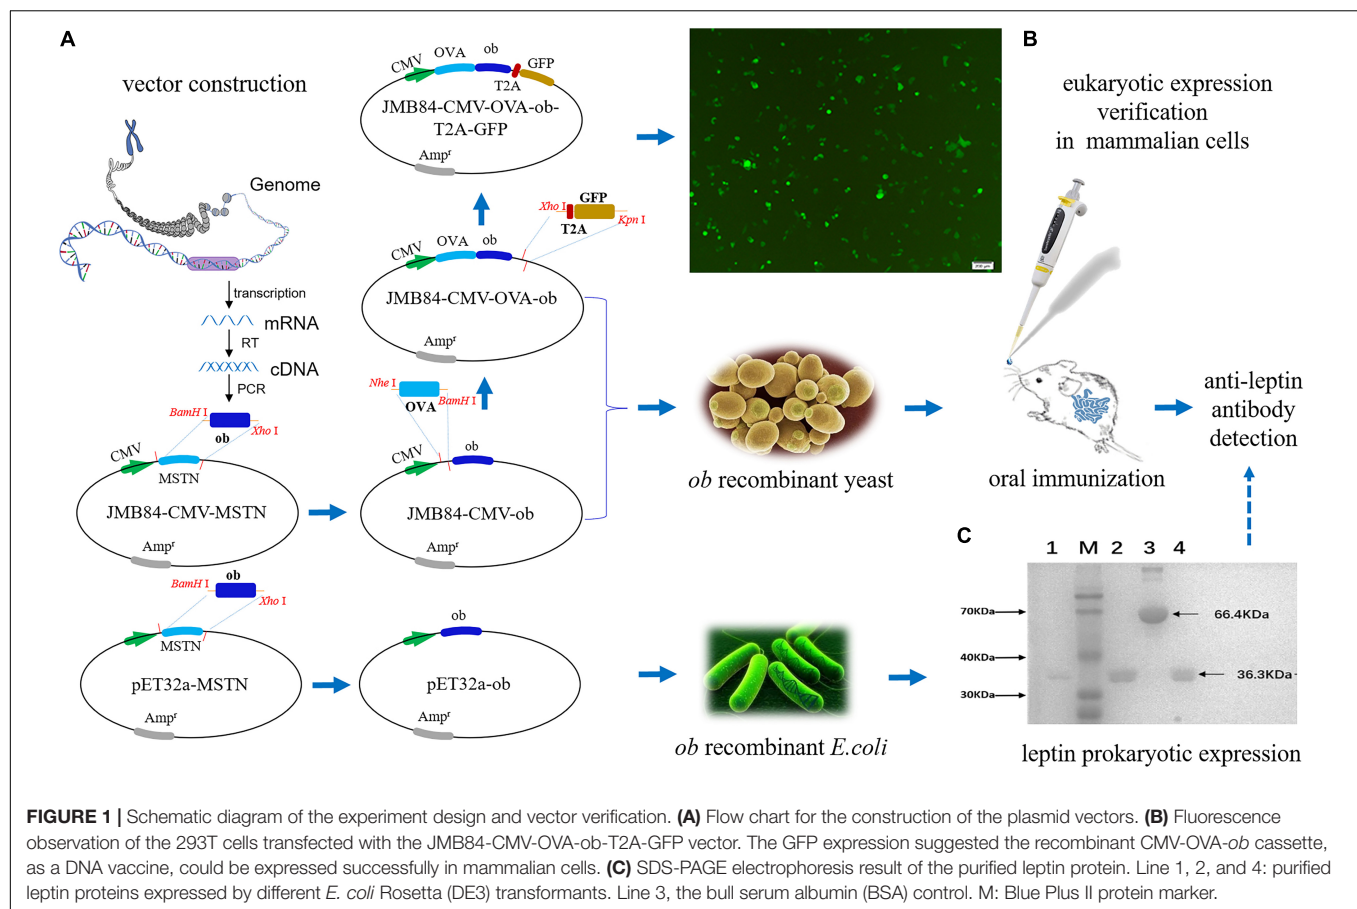 A
vector construction
Genome
transcription
mRNA
RT
cDNA
PCR
BamH I
ob
Xho I
CMV
MSTN
JMB84-CMV-MSTN
Ampr
BamH I
ob
Xho I
MSTN
pET32a-MSTN
Ampr
CMV
OVA
ob
T2A
GFP
JMB84-CMV-OVA-ob-
T2A-GFP
Ampr
Xho I
GFP
T2A
Kpn I
CMV
OVA
ob
JMB84-CMV-OVA-ob
Ampr
Nhe I
OVA
BamH I
CMV
ob
JMB84-CMV-ob
Ampr
ob
pET32a-ob
Ampr
B
eukaryotic expression
verification
in mammalian cells
ob recombinant yeast
oral immunization
anti-leptin
antibody
detection
ob recombinant E.coli
C
1 M 2 3 4
70KDa
40KDa
30KDa
66.4KDa
36.3KDa
leptin prokaryotic expression
FIGURE 1 | Schematic diagram of the experiment design and vector verification. (A) Flow chart for the construction of the plasmid vectors. (B) Fluorescence
observation of the 293T cells transfected with the JMB84-CMV-OVA-ob-T2A-GFP vector. The GFP expression suggested the recombinant CMV-OVA-ob cassette,
as a DNA vaccine, could be expressed successfully in mammalian cells. (C) SDS-PAGE electrophoresis result of the purified leptin protein. Line 1, 2, and 4: purified
leptin proteins expressed by different E. coli Rosetta (DE3) transformants. Line 3, the bull serum albumin (BSA) control. M: Blue Plus II protein marker.